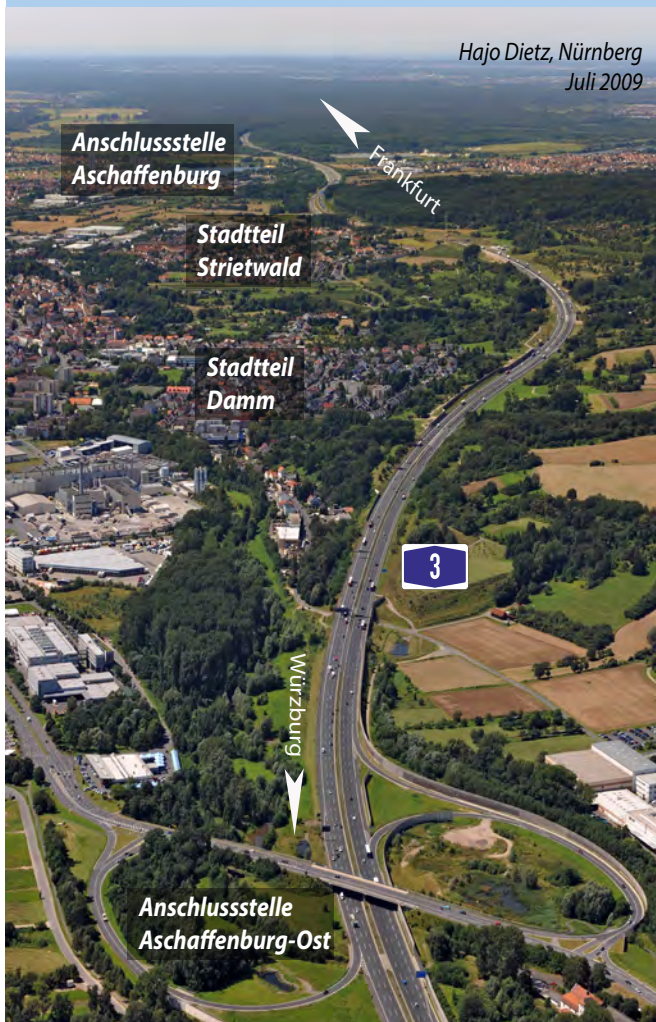 Hajo Dietz, Nürnberg
Juli 2009
Anschlussstelle
Aschaffenburg
Frankfurt
Stadtteil
Strietwald
Stadtteil
Damm
3
Würzburg
Anschlussstelle
Aschaffenburg-Ost